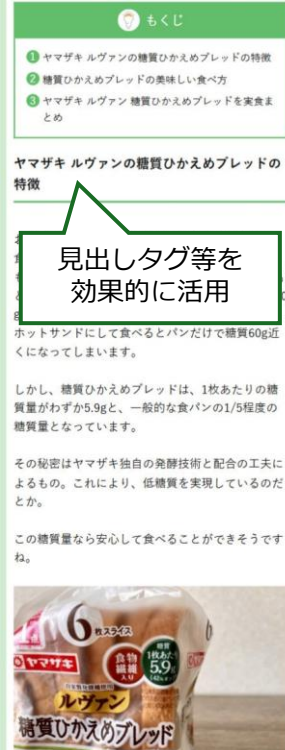 もくじ
1 ヤマザキ ルヴァンの糖質ひかえめブレッドの特徴
2 糖質ひかえめブレッドの美味しい食べ方
3 ヤマザキ ルヴァン 糖質ひかえめブレッドを実食ま
とめ
ヤマザキ ルヴァンの糖質ひかえめブレッドの
特徴
見出しタグ等を
効果的に活用
ホットサンドにして食べるとパンだけで糖質60g近
くになってしまいます。
しかし、糖質ひかえめブレッドは、1枚あたりの糖
質量がわずか5.9gと、一般的な食パンの1/5程度の
糖質量となっています。
その秘密はヤマザキ独自の発酵技術と配合の工夫に
よるもの。これにより、低糖質を実現しているのだ
とか。
この糖質量なら安心して食べることができそうです
ね。
6枚スライス
ヤマザキ
食物
繊維
入り
糖質
1枚あたり
5.9g
ルヴァン
糖質ひかえめブレッド